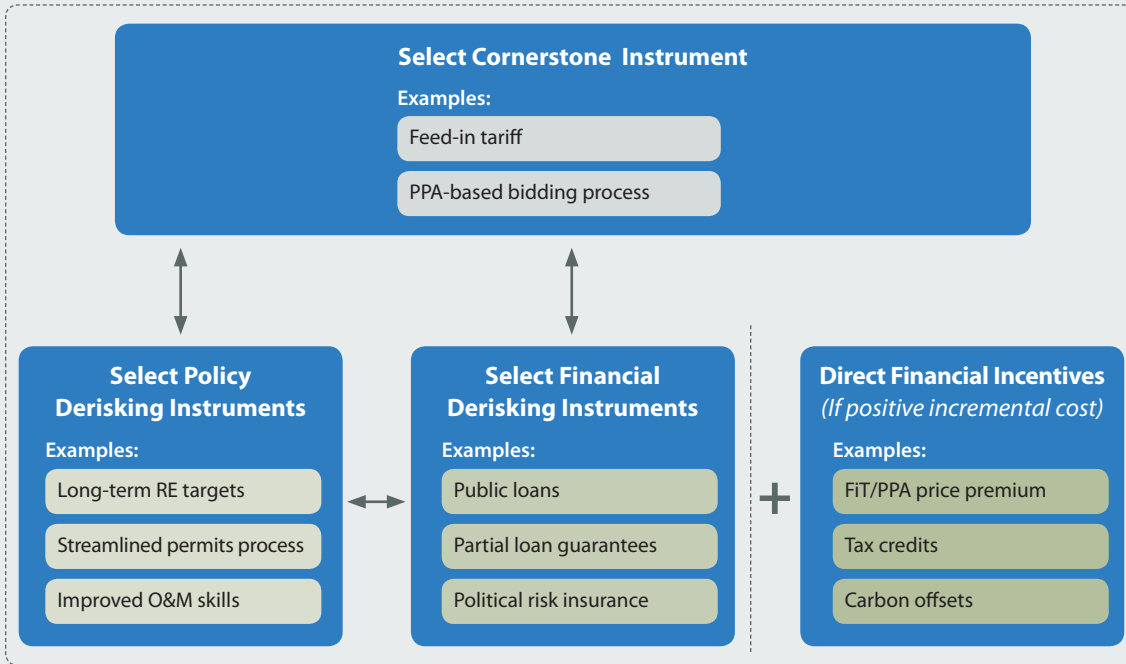 Select Cornerstone Instrument
Examples:
Feed-in tariff
PPA-based bidding process
Select Policy
Derisking Instruments
Examples:
Long-term RE targets
Streamlined permits process
Improved O&M skills
Select Financial
Derisking Instruments
Examples:
Public loans
Partial loan guarantees
Political risk insurance
+
Direct Financial Incentives
(If positive incremental cost)
Examples:
FiT/PPA price premium
Tax credits
Carbon offsets